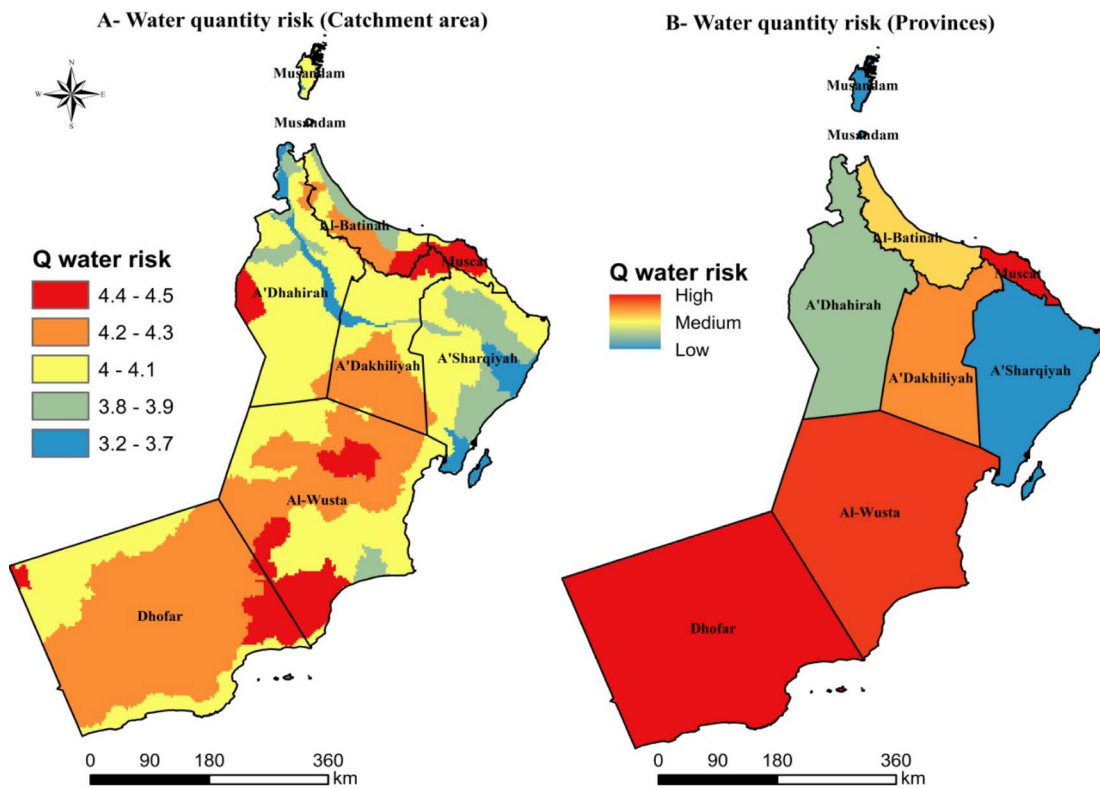 A- Water quantity risk (Catchment area)
N
W
E
S
Musandam
Musandam
Al-Batinah
Muscat
A'Dhahirah
A'Dakhiliyah
A'Sharqiyah
Al-Wusta
Dhofar
Q water risk
4.4 - 4.5
4.2 - 4.3
4 - 4.1
3.8 - 3.9
3.2 - 3.7
0 90 180 360
km
B- Water quantity risk (Provinces)
Musandam
Musandam
Al-Batinah
Muscat
A'Dhahirah
A'Dakhiliyah
A'Sharqiyah
Al-Wusta
Dhofar
Q water risk
High
Medium
Low
0 90 180 360
km